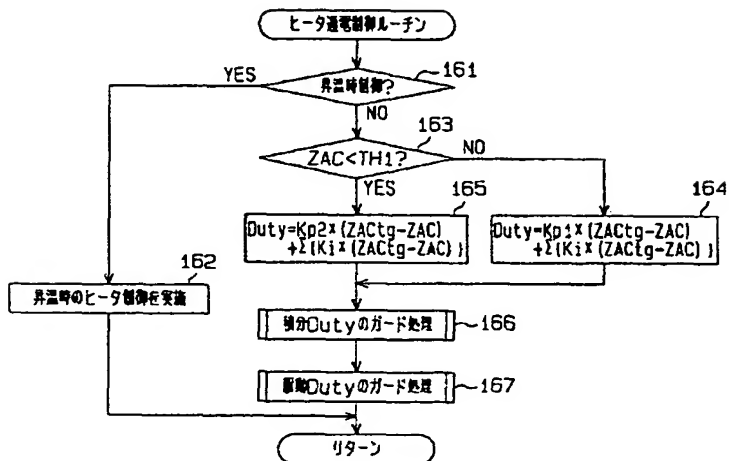 ヒータ通電制御ルーチン
161
YES
昇温時制御?
NO
163
ZAC<TH1?
NO
YES
165
164
Duty=Kp2×(ZACtg-ZAC)
+Σ{Ki×(ZACtg-ZAC)}
Duty=Kp1×(ZACtg-ZAC)
+Σ{Ki×(ZACtg-ZAC)}
162
昇温時のヒータ制御を実施
積分Dutyのガード処理
166
駆動Dutyのガード処理
167
リターン